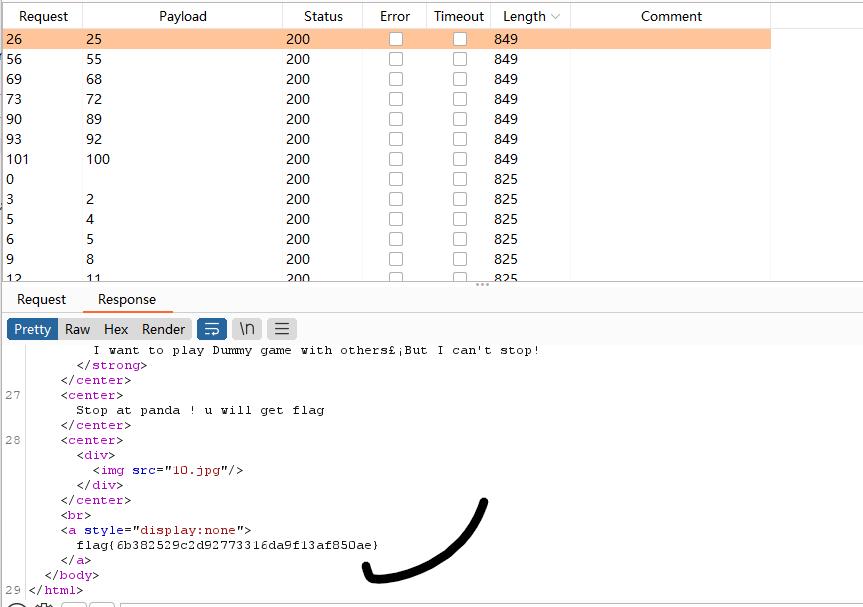 Request Payload Status Error Timeout Length Comment
26 25 200 849
56 55 200 849
69 68 200 849
73 72 200 849
90 89 200 849
93 92 200 849
101 100 200 849
0 200 825
3 2 200 825
5 4 200 825
6 5 200 825
9 8 200 825
12 11 200 825
Request Response
Pretty Raw Hex Render \n
I want to play Dummy game with others£¡But I can't stop!
</strong>
</center>
27 <center>
Stop at panda ! u will get flag
</center>
28 <center>
<div>
<img src="10.jpg"/>
</div>
</center>
<br>
<a style="display:none">
flag{6b382529c2d92773316da9f13af850ae}
</a>
</body>
29 </html>